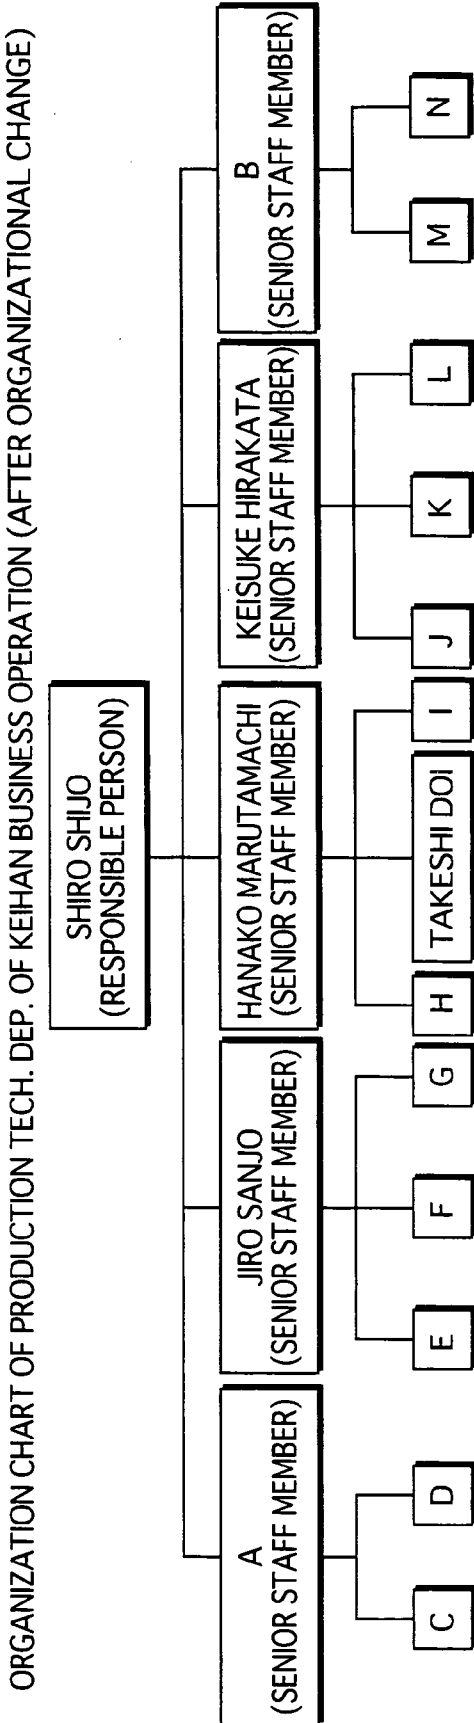 ORGANIZATION CHART OF PRODUCTION TECH. DEP. OF KEIHAN BUSINESS OPERATION (AFTER ORGANIZATIONAL CHANGE)
SHIRO SHIJO
(RESPONSIBLE PERSON)
A
(SENIOR STAFF MEMBER)
JIRO SANJO
(SENIOR STAFF MEMBER)
HANAKO MARUTAMACHI
(SENIOR STAFF MEMBER)
KEISUKE HIRAKATA
(SENIOR STAFF MEMBER)
B
(SENIOR STAFF MEMBER)
C
D
E
F
G
H
TAKESHI DOI
I
J
K
L
M
N